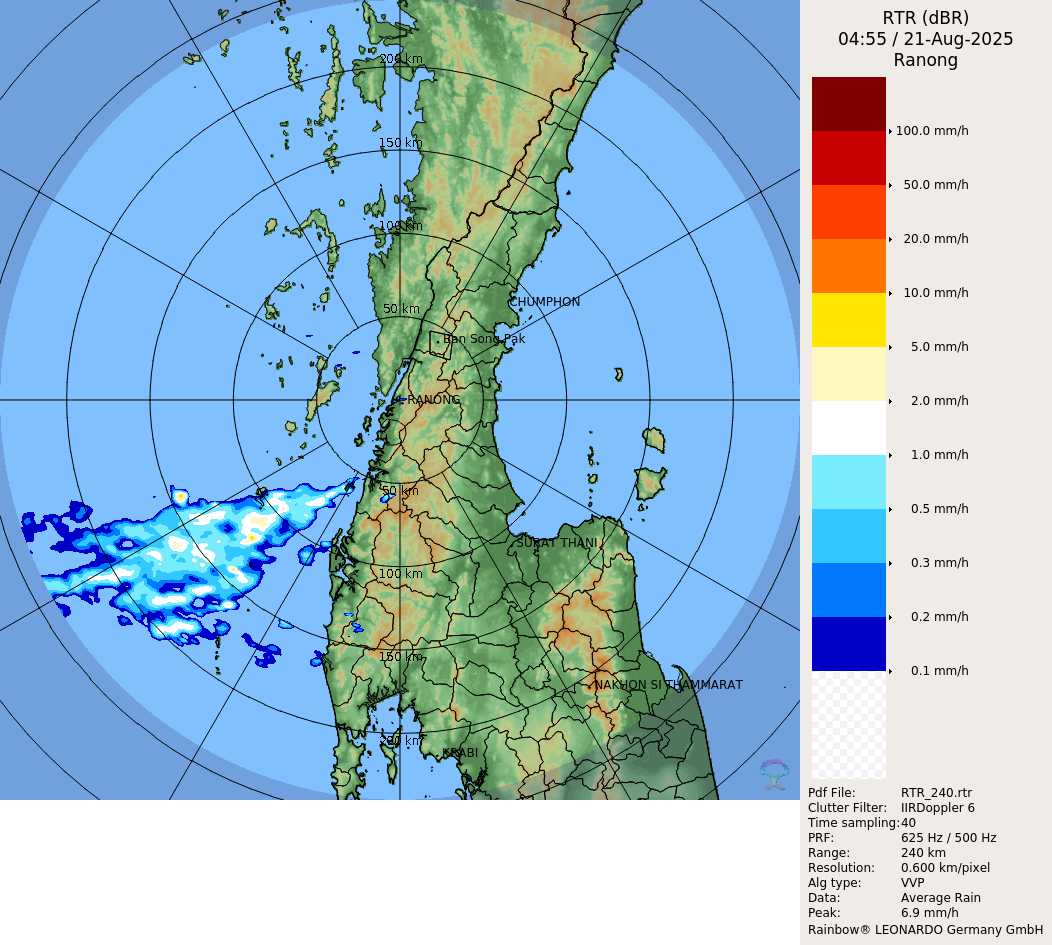 RTR (dBR)
04:55 / 21-Aug-2025
Ranong
200 km
150 km
100 km
50 km
CHUMPHON
Ban Song Pak
RANONG
50 km
SURAT THANI
100 km
150 km
NAKHON SI THAMMARAT
200 km
KRABI
100.0 mm/h
50.0 mm/h
20.0 mm/h
10.0 mm/h
5.0 mm/h
2.0 mm/h
1.0 mm/h
0.5 mm/h
0.3 mm/h
0.2 mm/h
0.1 mm/h
Pdf File: RTR_240.rtr
Clutter Filter: IIRDoppler 6
Time sampling: 40
PRF: 625 Hz / 500 Hz
Range: 240 km
Resolution: 0.600 km/pixel
Alg type: VVP
Data: Average Rain
Peak: 6.9 mm/h
Rainbow® LEONARDO Germany GmbH